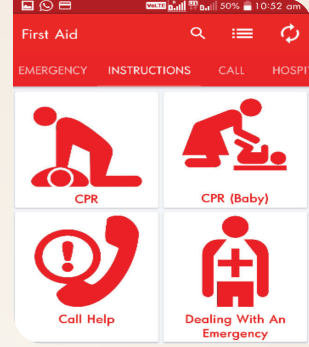 VoLTE 50% 10:52 am
First Aid
EMERGENCY INSTRUCTIONS CALL HOSPI
CPR
CPR (Baby)
Call Help
Dealing With An
Emergency